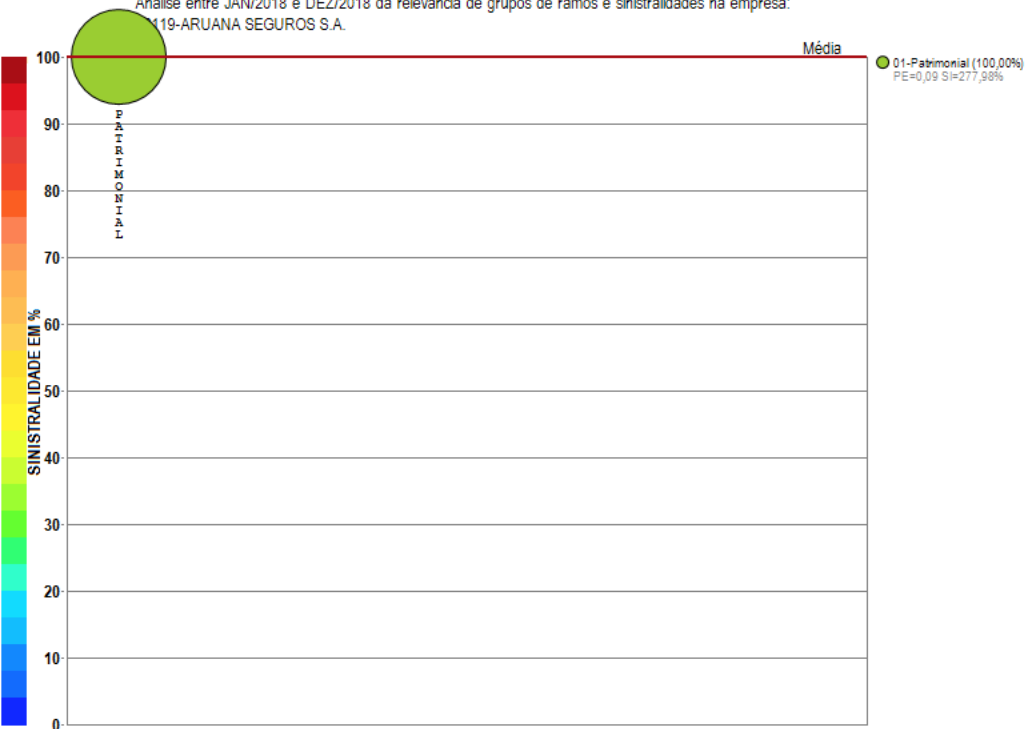 Análise entre JAN/2018 e DEZ/2018 da relevância de grupos de ramos e sinistralidades na empresa:
119-ARUANA SEGUROS S.A.
Média
01-Patrimonial (100,00%)
PE=0,09 SI=277,98%
100
90
80
70
60
50
40
30
20
10
0
SINISTRALIDADE EM %
PATRIMONIAL